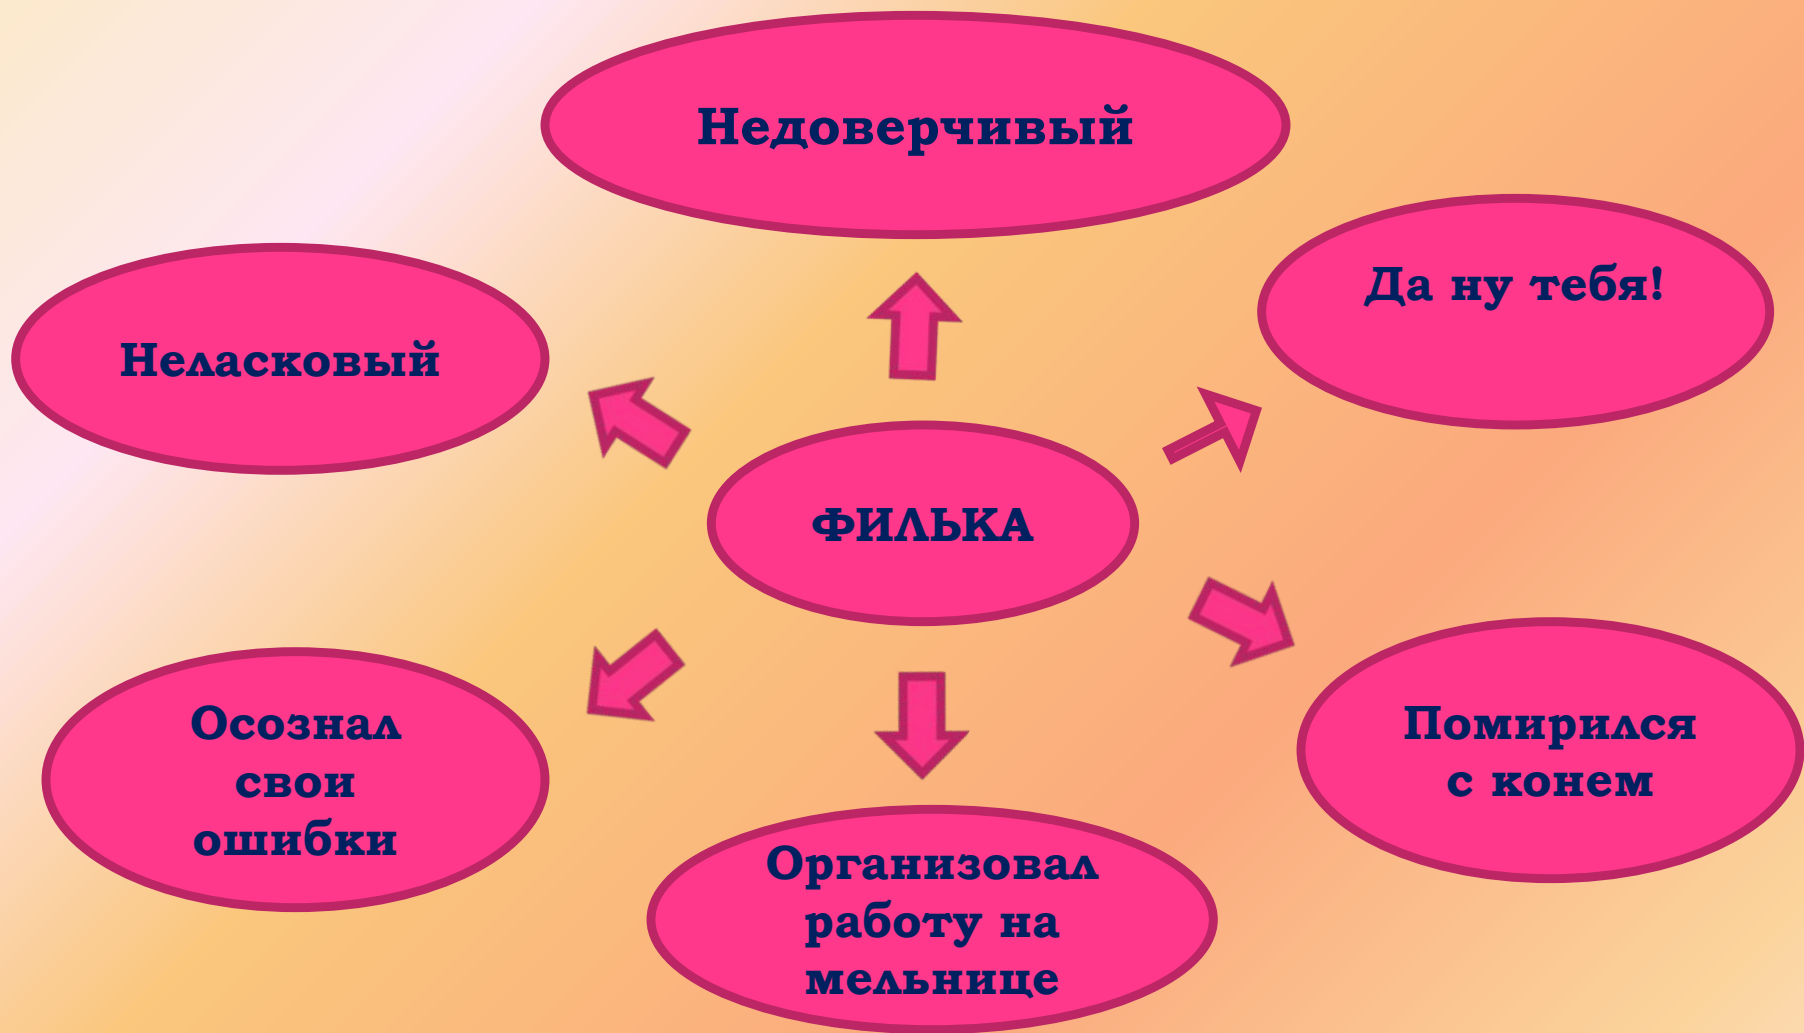 Недоверчивый
Да ну тебя!
Неласковый
ФИЛЬКА
Осознал
свои
ошибки
Помирился
с конем
Организовал
работу на
мельнице